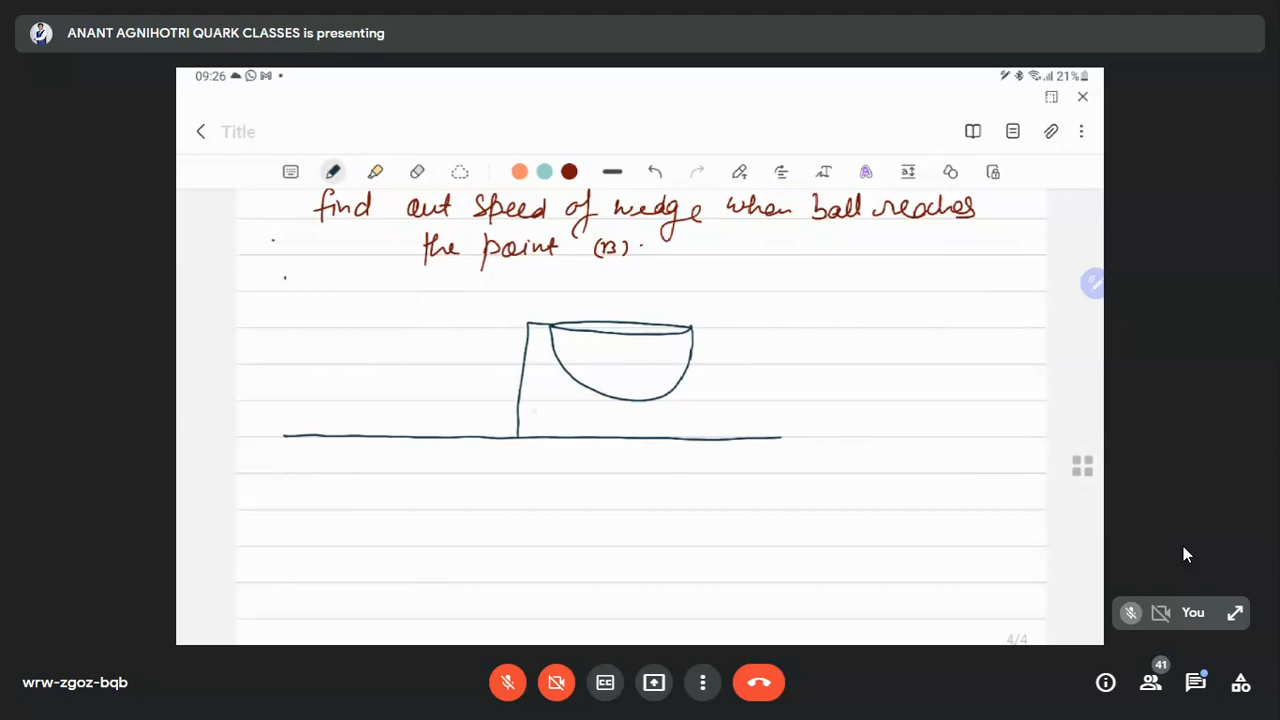 ANANT AGNIHOTRI QUARK CLASSES is presenting
09:26
21%
Title
find out speed of wedge when ball reaches
the point (B).
4/4
You
wrw-zgoz-bqb
CC
41